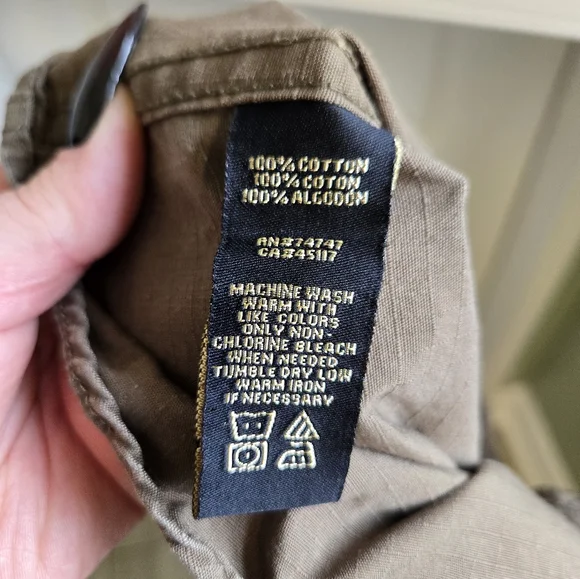 100% COTTON
100% COTON
100% ALGODON
RN#74747
CA#45117
MACHINE WASH
WARM WITH
LIKE COLORS
ONLY NON-
CHLORINE BLEACH
WHEN NEEDED
TUMBLE DRY LOW
WARM IRON
IF NECESSARY